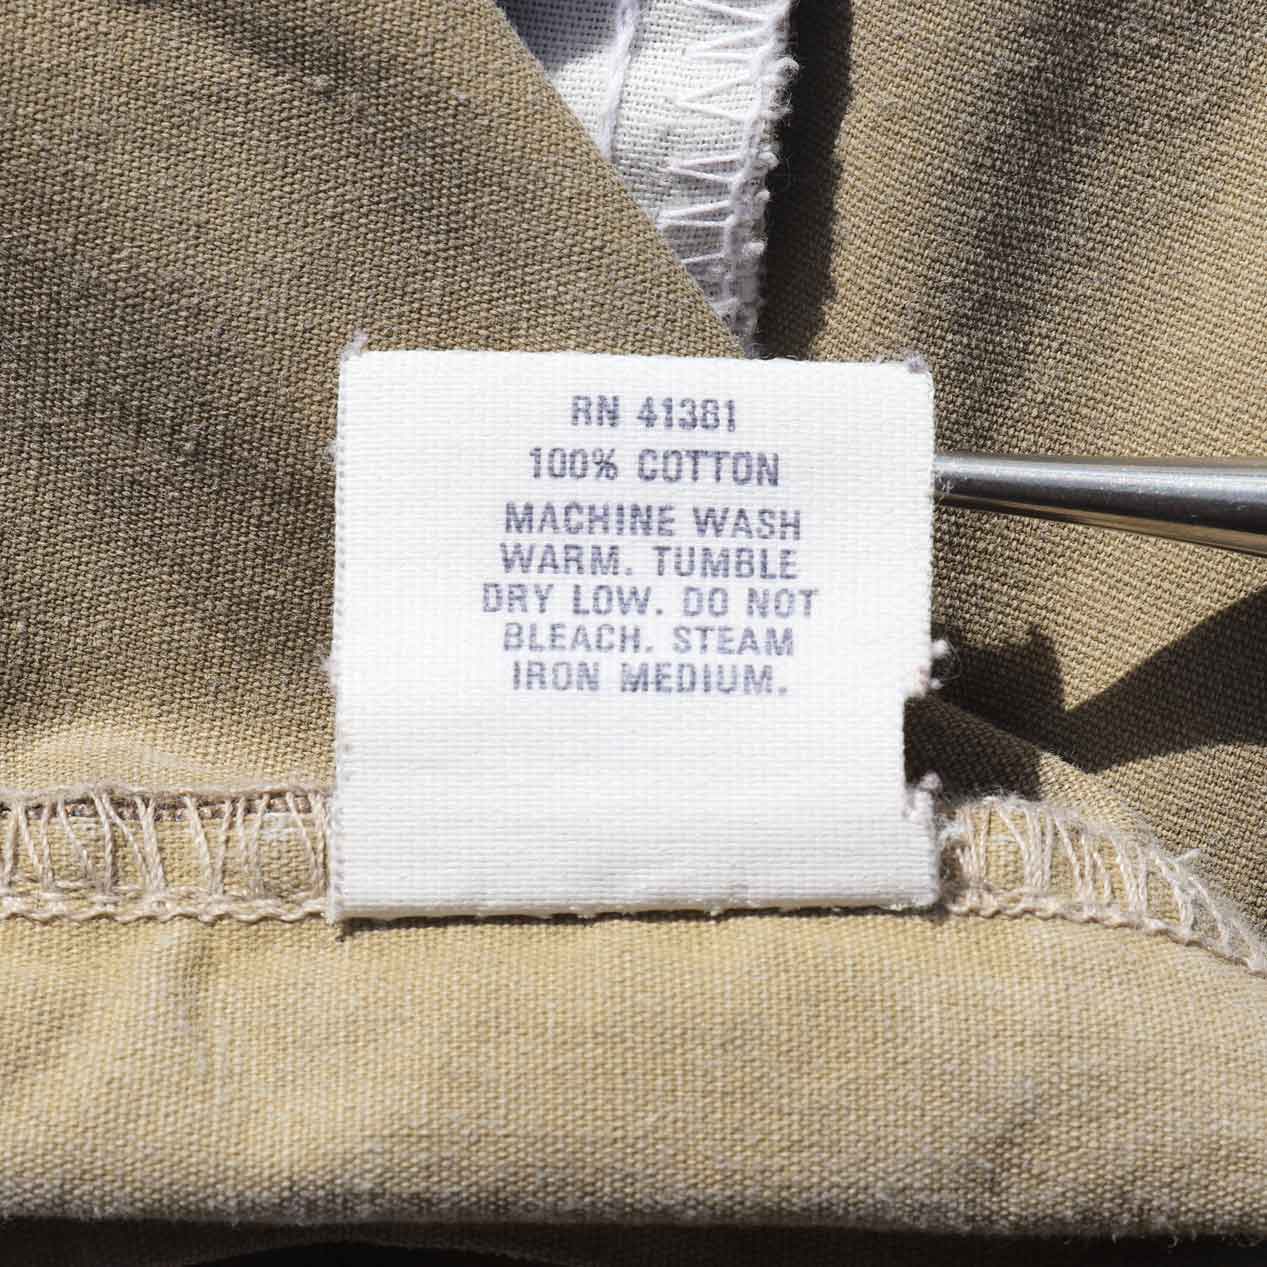 RN 41381
100% COTTON
MACHINE WASH
WARM. TUMBLE
DRY LOW. DO NOT
BLEACH. STEAM
IRON MEDIUM.